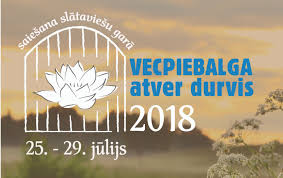 saiešana slātaviešu garā
VECPIEBALGA
atver durvis
2018
25. - 29. jūlijs